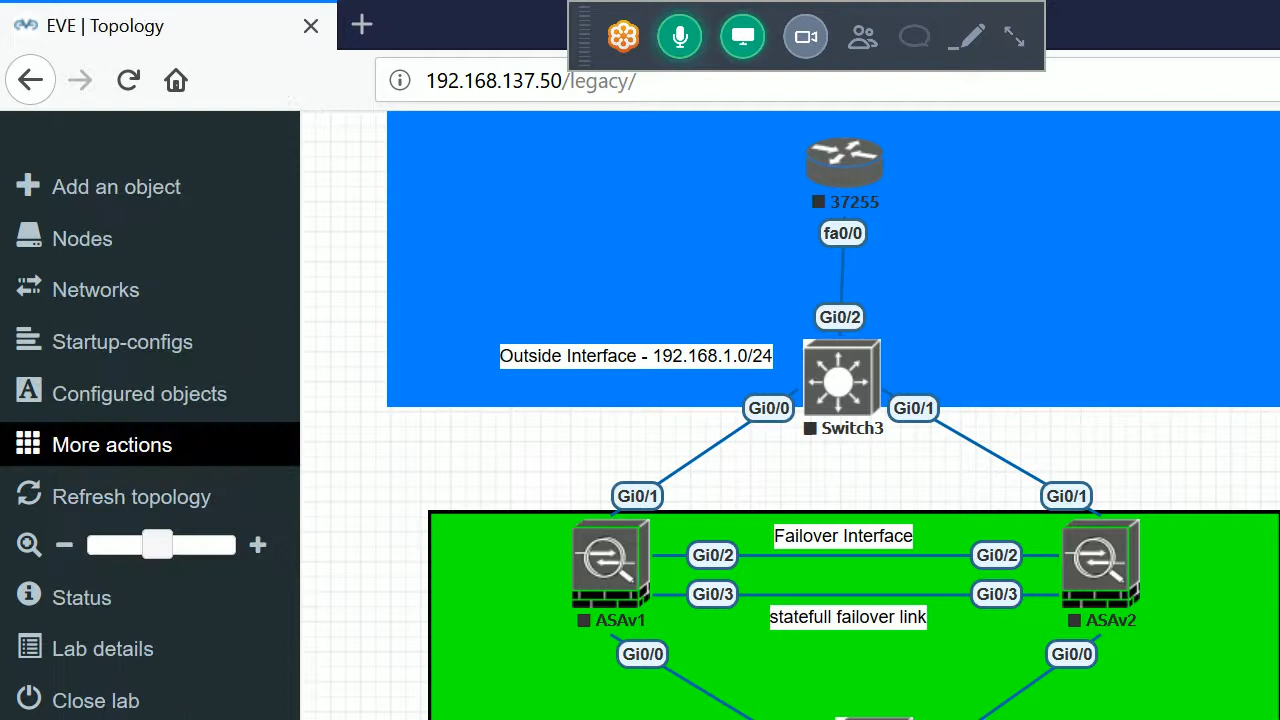 EVE | Topology
192.168.137.50/legacy/
Add an object
Nodes
Networks
Startup-configs
Configured objects
More actions
Refresh topology
Status
Lab details
Close lab
37255
fa0/0
Gi0/2
Outside Interface - 192.168.1.0/24
Gi0/0
Gi0/1
Switch3
Gi0/1
Gi0/1
Failover Interface
Gi0/2
Gi0/2
Gi0/3
Gi0/3
statefull failover link
ASAv1
ASAv2
Gi0/0
Gi0/0